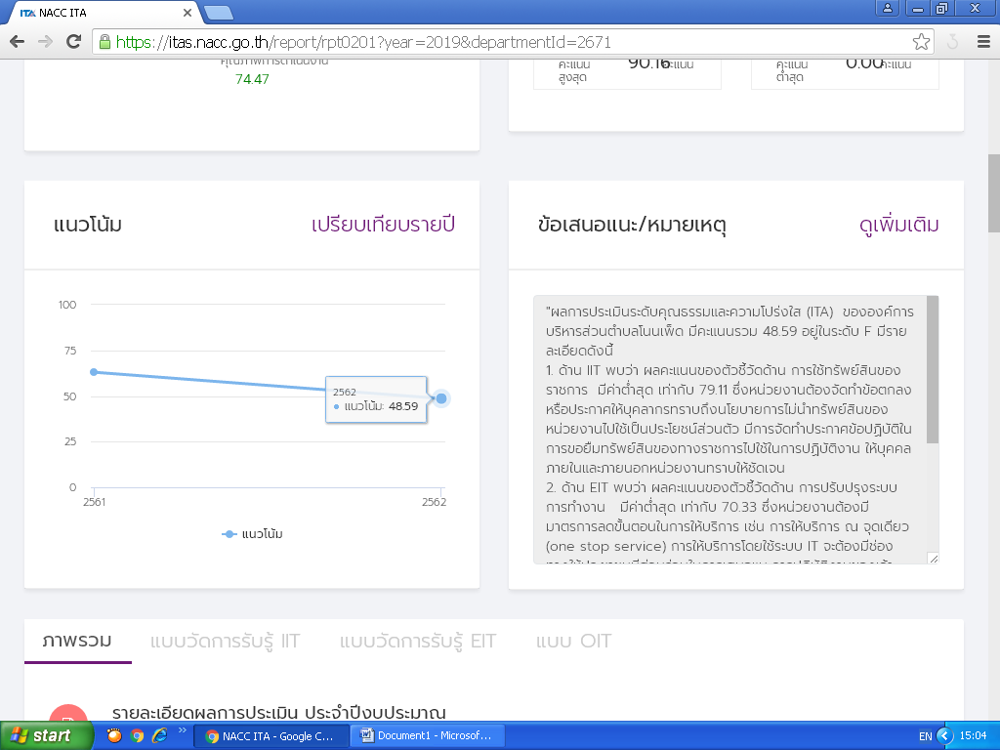 NACC ITA
https://itas.nacc.go.th/report/rpt0201?year=2019&departmentId=2671
คุณภาพการดำเนินงาน
74.47
คะแนน
สูงสุด
90.16
คะแนน
คะแนน
ต่ำสุด
0.00
คะแนน
แนวโน้ม
เปรียบเทียบรายปี
100
75
50
25
0
2561
2562
2562
แนวโน้ม: 48.59
แนวโน้ม
ข้อเสนอแนะ/หมายเหตุ
ดูเพิ่มเติม
"ผลการประเมินระดับคุณธรรมและความโปร่งใส (ITA) ขององค์การ
บริหารส่วนตำบลโนนเพ็ด มีคะแนนรวม 48.59 อยู่ในระดับ F มีราย
ละเอียดดังนี้
1. ด้าน IIT พบว่า ผลคะแนนของตัวชี้วัดด้าน การใช้ทรัพย์สินของ
ราชการ มีค่าต่ำสุด เท่ากับ 79.11 ซึ่งหน่วยงานต้องจัดทำข้อตกลง
หรือประกาศให้บุคลากรทราบถึงนโยบายการไม่นำทรัพย์สินของ
หน่วยงานไปใช้เป็นประโยชน์ส่วนตัว มีการจัดทำประกาศข้อปฏิบัติใน
การขอยืมทรัพย์สินของทางราชการไปใช้ในการปฏิบัติงาน ให้บุคคล
ภายในและภายนอกหน่วยงานทราบให้ชัดเจน
2. ด้าน EIT พบว่า ผลคะแนนของตัวชี้วัดด้าน การปรับปรุงระบบ
การทำงาน มีค่าต่ำสุด เท่ากับ 70.33 ซึ่งหน่วยงานต้องมี
มาตรการลดขั้นตอนในการให้บริการ เช่น การให้บริการ ณ จุดเดียว
(one stop service) การให้บริการโดยใช้ระบบ IT จะต้องมีช่อง
ภาพรวม
แบบวัดการรับรู้ IIT
แบบวัดการรับรู้ EIT
แบบ OIT
รายละเอียดผลการประเมิน ประจำปีงบประมาณ
start
NACC ITA - Google C...
Document1 - Microsof...
EN
15:04